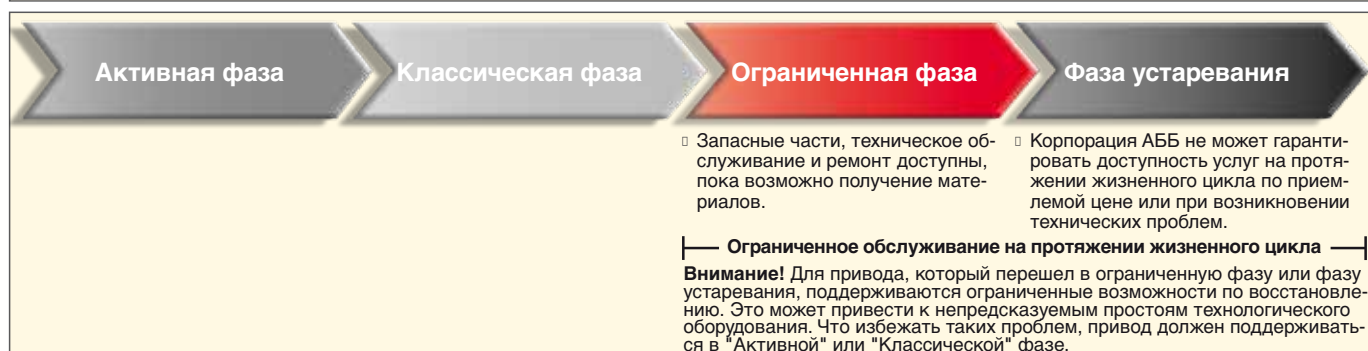 Активная фаза
Классическая фаза
Ограниченная фаза
Фаза устаревания
Запасные части, техническое об-
служивание и ремонт доступны,
пока возможно получение мате-
риалов.
Корпорация АББ не может гаранти-
ровать доступность услуг на протя-
жении жизненного цикла по прием-
лемой цене или при возникновении
технических проблем.
Ограниченное обслуживание на протяжении жизненного цикла
Внимание! Для привода, который перешел в ограниченную фазу или фазу
устаревания, поддерживаются ограниченные возможности по восстановле-
нию. Это может привести к непредсказуемым простоям технологического
оборудования. Что избежать таких проблем, привод должен поддерживать-
ся в "Активной" или "Классической" фазе.